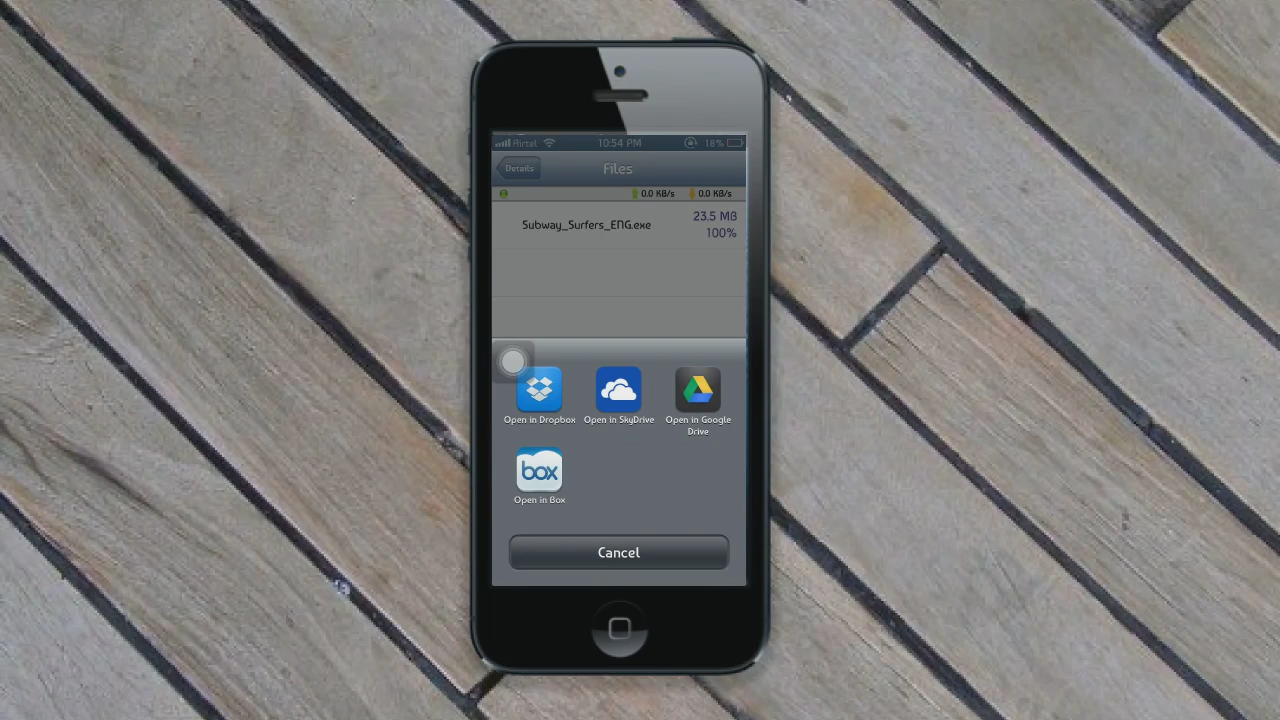 Airtel 10:54 PM 18%
Details Files
0.0 KB/s 0.0 KB/s
Subway_Surfers_ENG.exe 23.5 MB
100%
Open in Dropbox Open in SkyDrive Open in Google Drive
box
Open in Box
Cancel